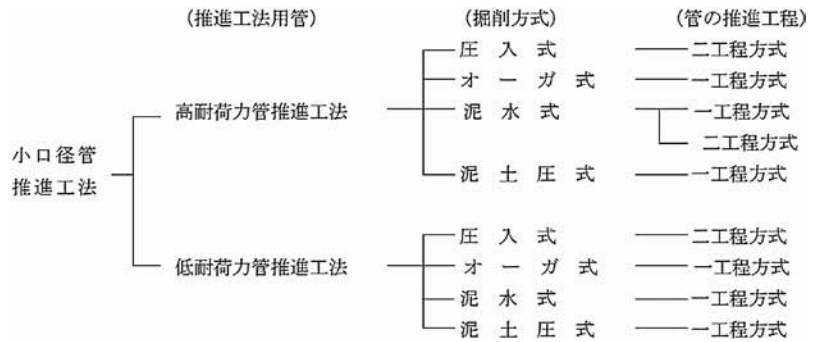 （推進工法用管） （掘削方式） （管の推進工程）
圧入式 二工程方式
オーガ式 一工程方式
高耐荷力管推進工法 泥水式 一工程方式
二工程方式
小口径管
推進工法
泥土圧式 一工程方式
圧入式 二工程方式
低耐荷力管推進工法 オーガ式 一工程方式
泥水式 一工程方式
泥土圧式 一工程方式